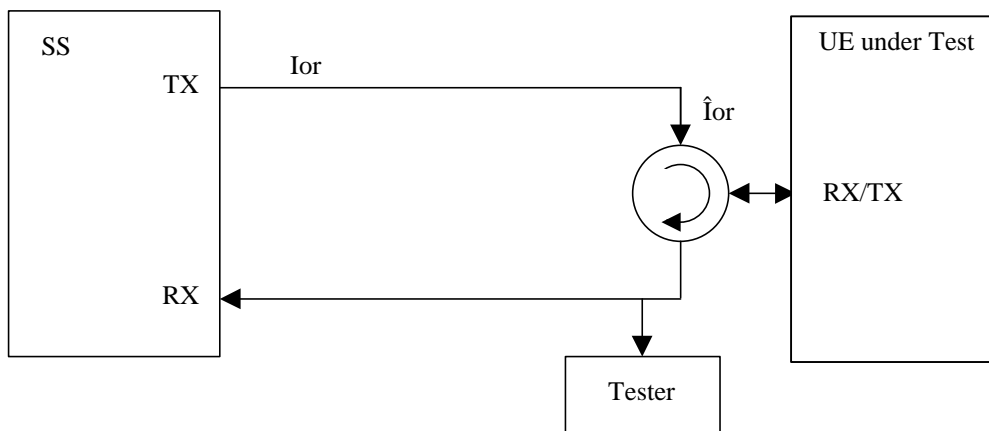 SS
UE under Test
TX
Ior
Îor
RX/TX
RX
Tester